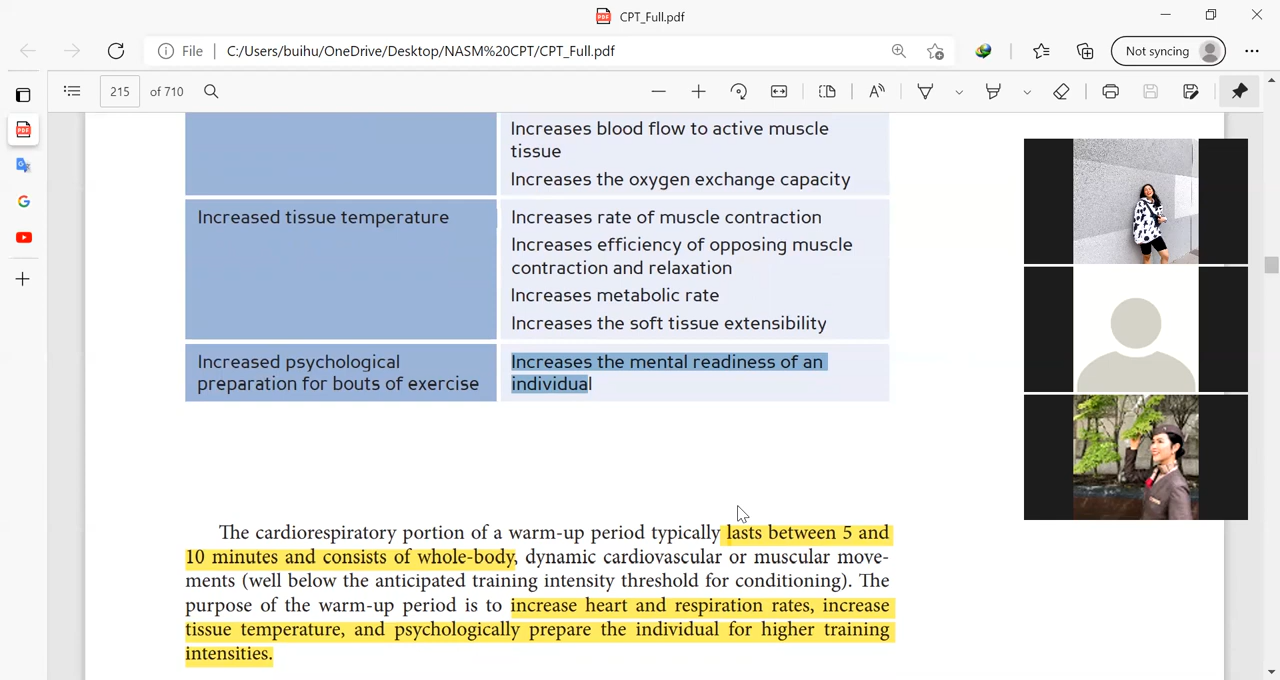 CPT_Full.pdf
File C:/Users/buihu/OneDrive/Desktop/NASM%20CPT/CPT_Full.pdf
Not syncing
215 of 710
Increases blood flow to active muscle
tissue
Increases the oxygen exchange capacity
Increased tissue temperature
Increases rate of muscle contraction
Increases efficiency of opposing muscle
contraction and relaxation
Increases metabolic rate
Increases the soft tissue extensibility
Increased psychological
preparation for bouts of exercise
Increases the mental readiness of an
individual
The cardiorespiratory portion of a warm-up period typically lasts between 5 and
10 minutes and consists of whole-body, dynamic cardiovascular or muscular move-
ments (well below the anticipated training intensity threshold for conditioning). The
purpose of the warm-up period is to increase heart and respiration rates, increase
tissue temperature, and psychologically prepare the individual for higher training
intensities.